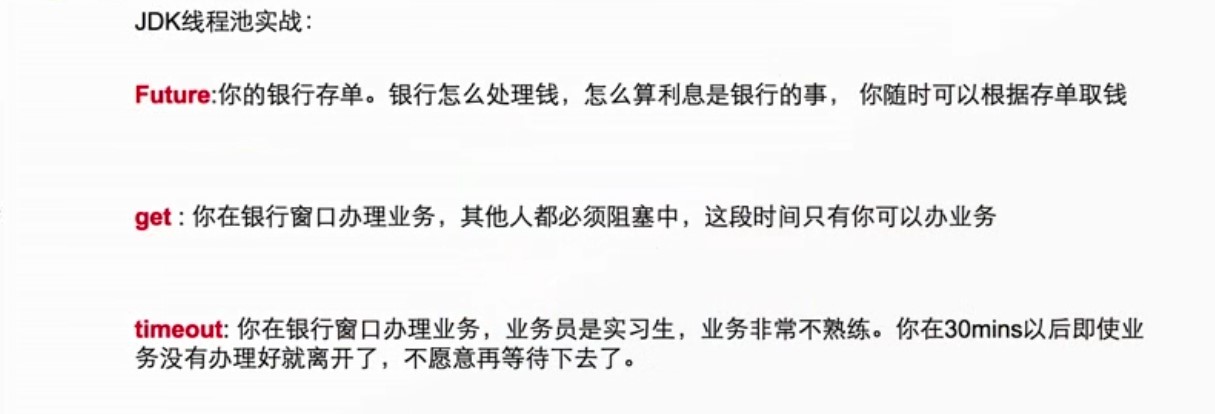 JDK线程池实战：
Future:你的银行存单。银行怎么处理钱，怎么算利息是银行的事， 你随时可以根据存单取钱
get : 你在银行窗口办理业务，其他人都必须阻塞中，这段时间只有你可以办业务
timeout: 你在银行窗口办理业务，业务员是实习生，业务非常不熟练。你在30mins以后即使业
务没有办理好就离开了，不愿意再等待下去了。